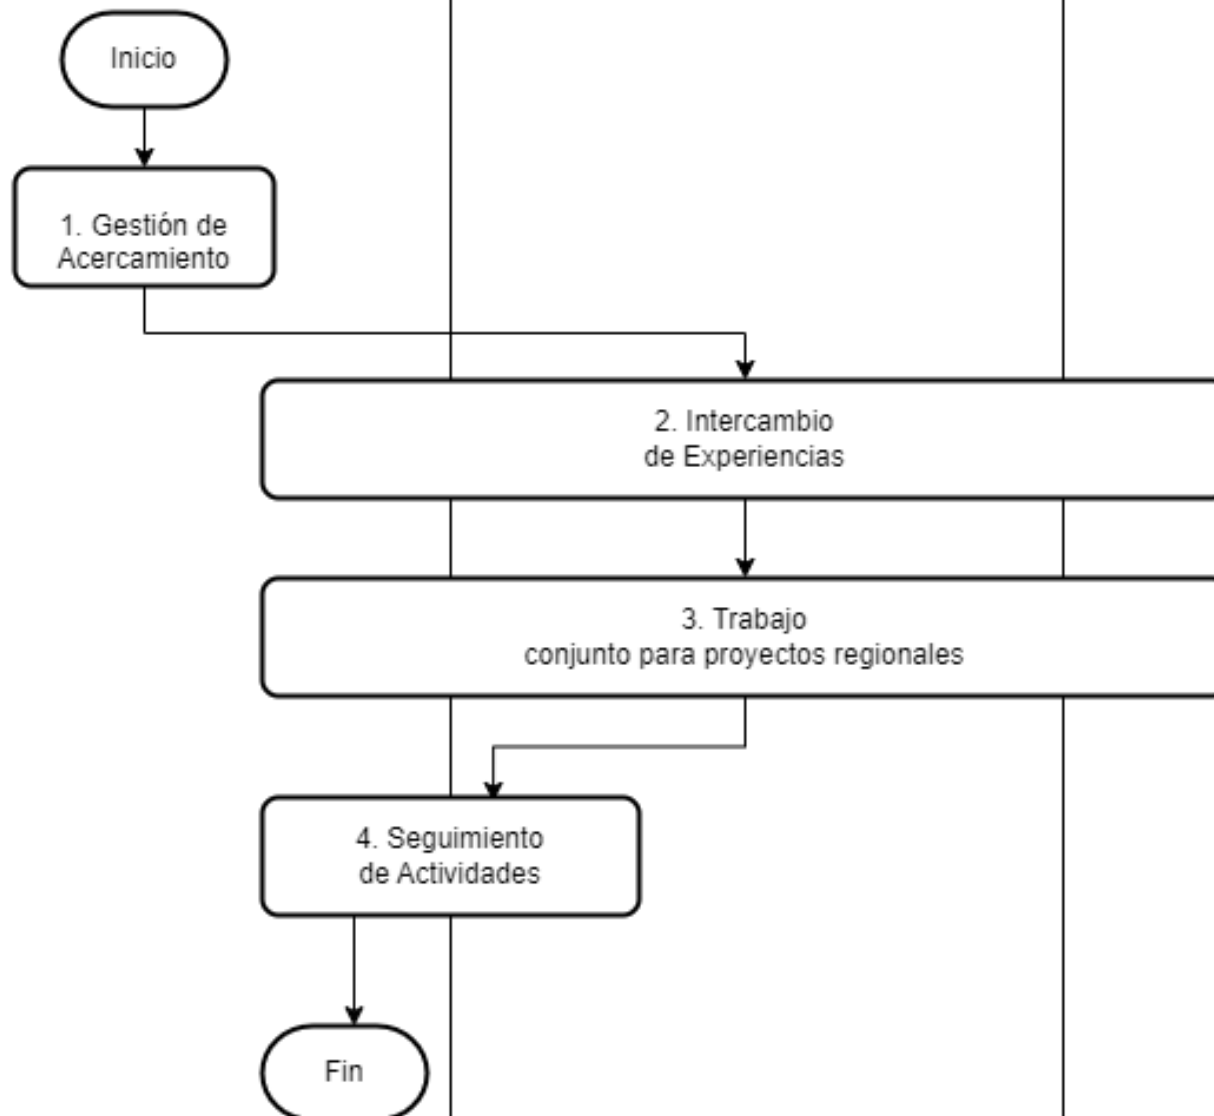 Inicio
1. Gestión de
Acercamiento
2. Intercambio
de Experiencias
3. Trabajo
conjunto para proyectos regionales
4. Seguimiento
de Actividades
Fin